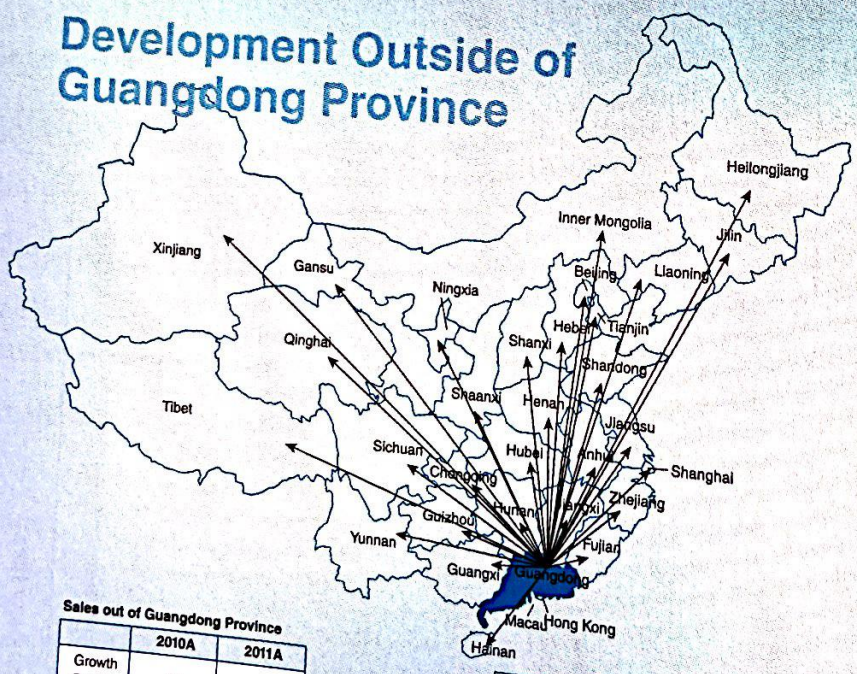 Development Outside of
Guangdong Province
Heilongjiang
Inner Mongolia
Jilin
Xinjiang
Gansu
Beijing
Liaoning
Ningxia
Hebei
Tianjin
Qinghai
Shanxi
Shandong
Shaanxi
Henan
Tibet
Jiangsu
Sichuan
Hubei
Anhui
Shanghai
Chongqing
Zhejiang
Hunan
Jiangxi
Guizhou
Yunnan
Fujian
Guangxi
Guangdong
Macau
Hong Kong
Hainan
Sales out of Guangdong Province
2010A 2011A
Growth